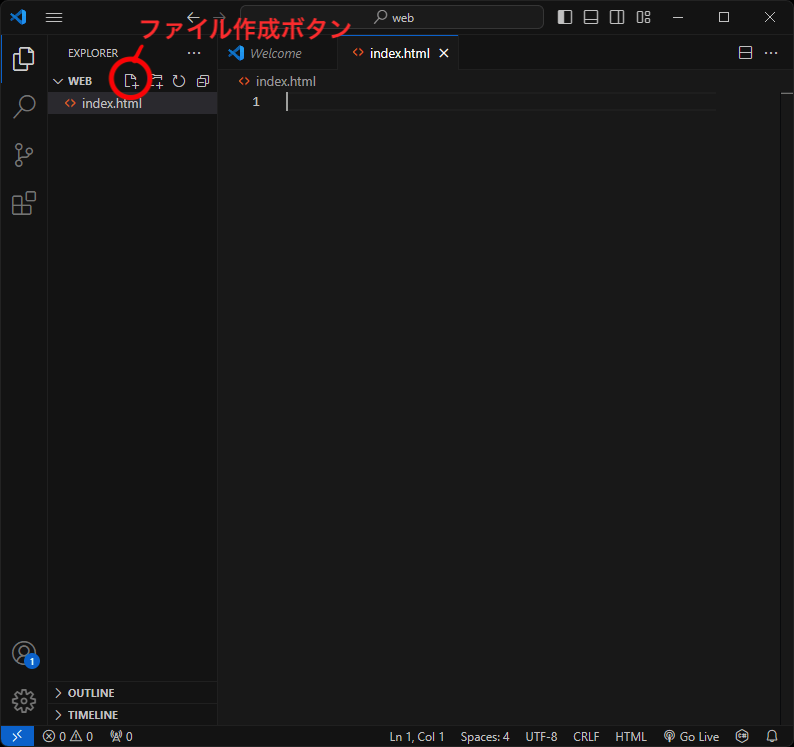 web
ファイル作成ボタン
EXPLORER
Welcome
index.html
WEB
index.html
index.html
1
OUTLINE
TIMELINE
1
0 0 0 Ln 1, Col 1 Spaces: 4 UTF-8 CRLF HTML Go Live